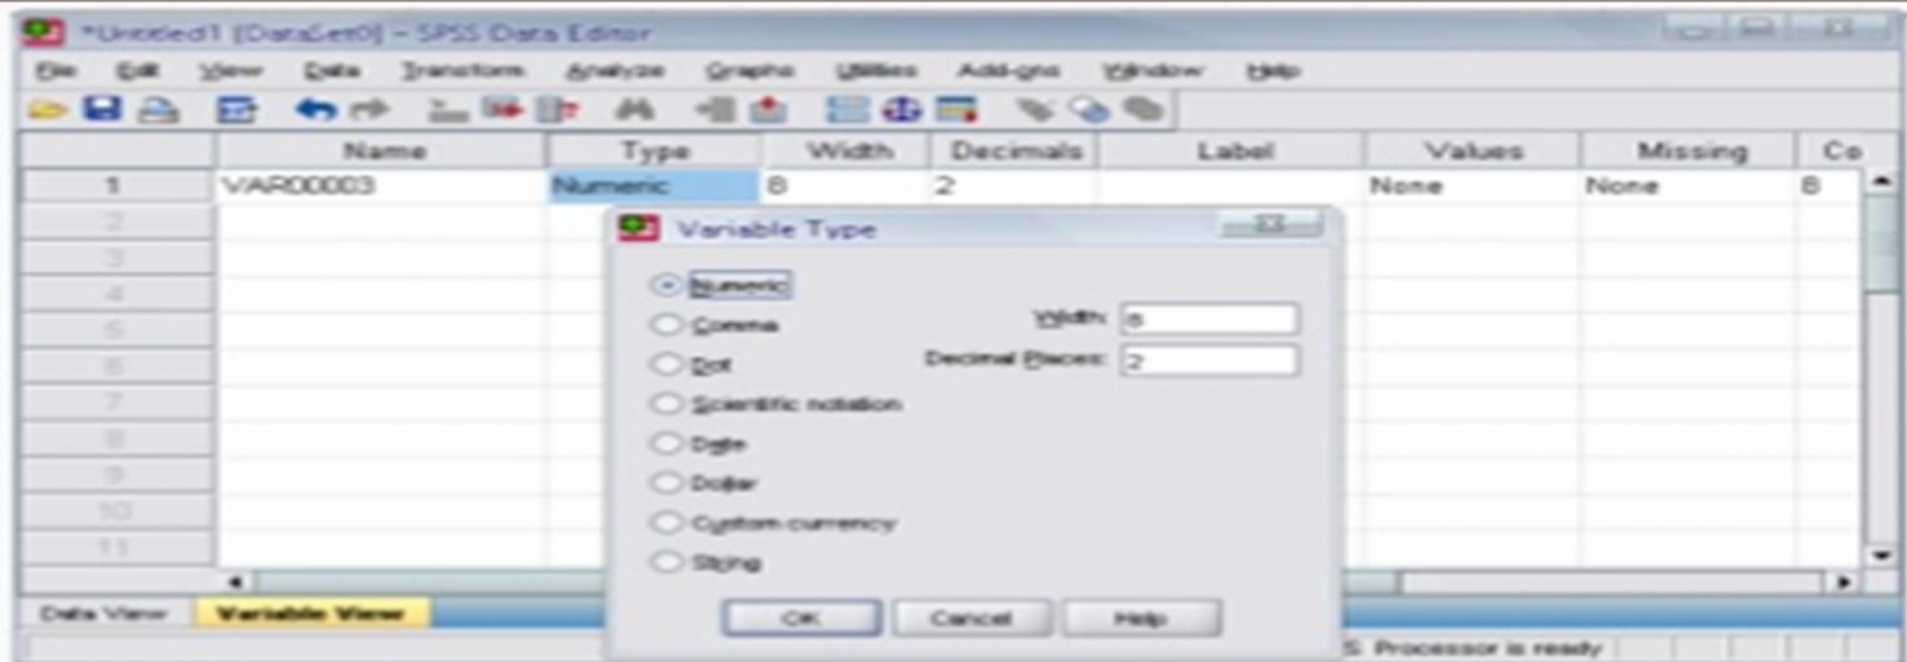 *Untitled1 [DataSet0] - SPSS Data Editor
File Edit View Data Transform Analyze Graphs Utilities Add-ons Window Help
Name Type Width Decimals Label Values Missing Co
1 VAR00003 Numeric 8 2 None None 8
2
3
4
5
6
7
8
9
10
11
Variable Type
Numeric
Comma
Dot
Scientific notation
Date
Dollar
Custom currency
String
Width: 8
Decimal Places: 2
OK Cancel Help
Data View Variable View
S Processor is ready